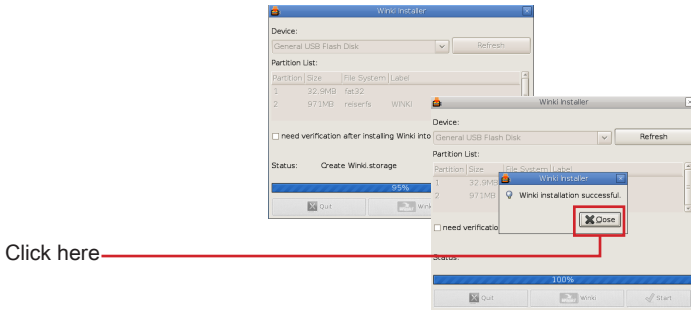 Winki Installer
Device:
General USB Flash Disk
Refresh
Partition List:
Partition Size File System Label
1 32.9MB fat32
2 971MB reiserfs WINKI
need verification after installing Winki into
Status: Create Winki.storage
95%
Quit
Winki Installer
Device:
General USB Flash Disk
Refresh
Partition List:
Partition Size File System Label
1 32.9MB
2 971MB
Winki Installer
Winki installation successful.
Close
need verificatio
Status:
100%
Quit Winki Start
Click here